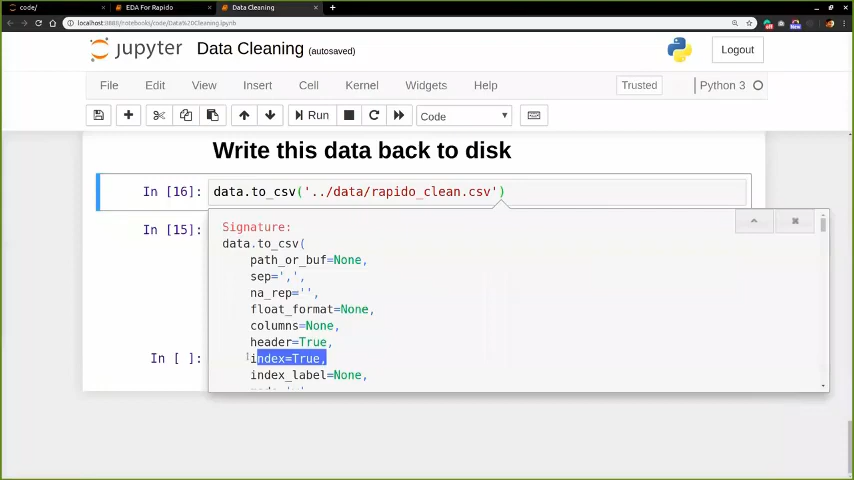 code/
EDA For Rapido
Data Cleaning
localhost:8888/notebooks/code/Data%20Cleaning.ipynb
jupyter Data Cleaning (autosaved)
Logout
File Edit View Insert Cell Kernel Widgets Help
Trusted
Python 3
Run
Code
Write this data back to disk
In [16]: data.to_csv('../data/rapido_clean.csv')
In [15]:
Signature:
data.to_csv(
path_or_buf=None,
sep=',',
na_rep='',
float_format=None,
columns=None,
header=True,
In [ ]: index=True,
index_label=None,